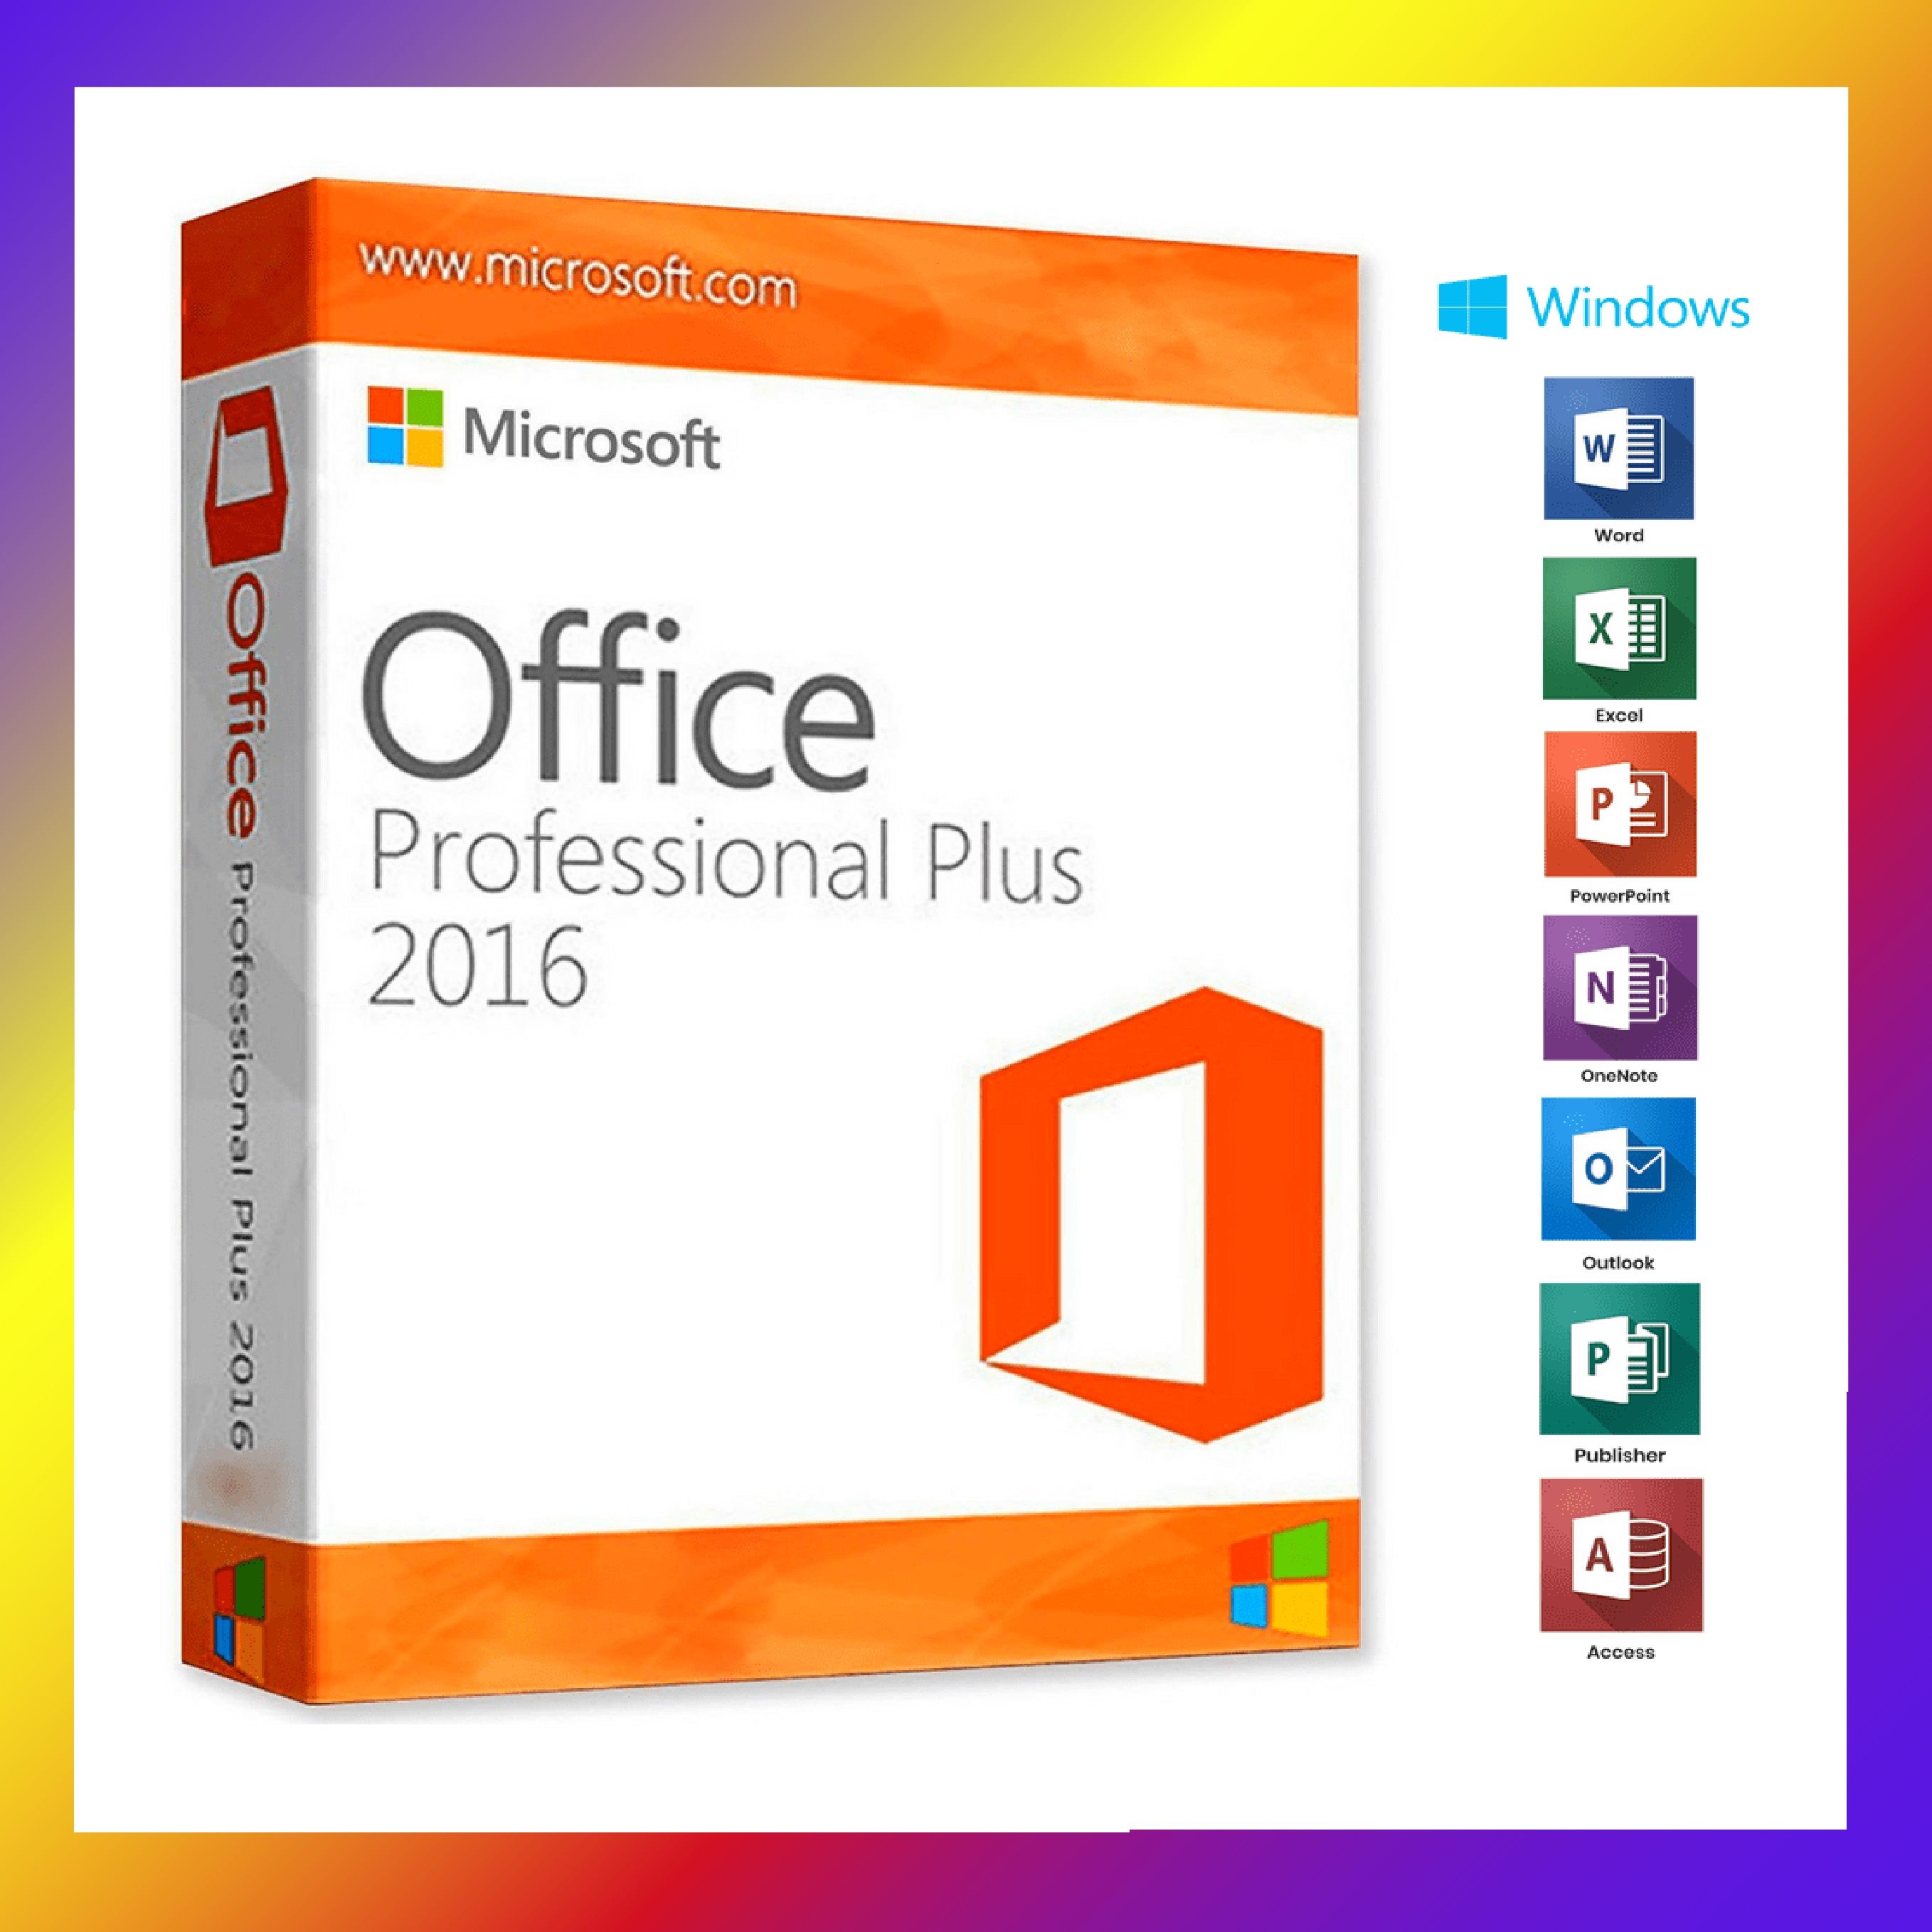 www.microsoft.com
Microsoft
Office
Professional Plus
2016
Office Professional Plus 2016
Windows
W
Word
X
Excel
P
PowerPoint
N
OneNote
O
Outlook
P
Publisher
A
Access